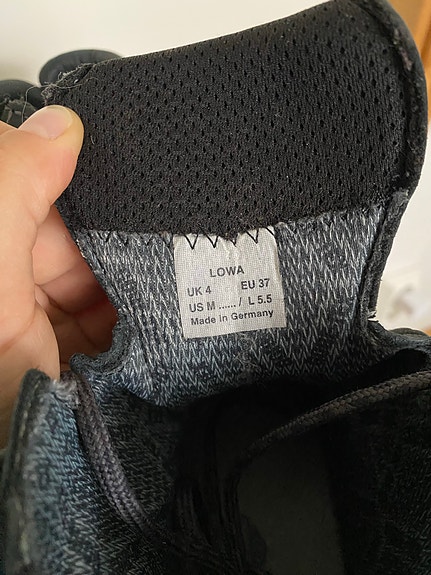 LOWA
UK 4 EU 37
US M ...... / L 5.5
Made in Germany